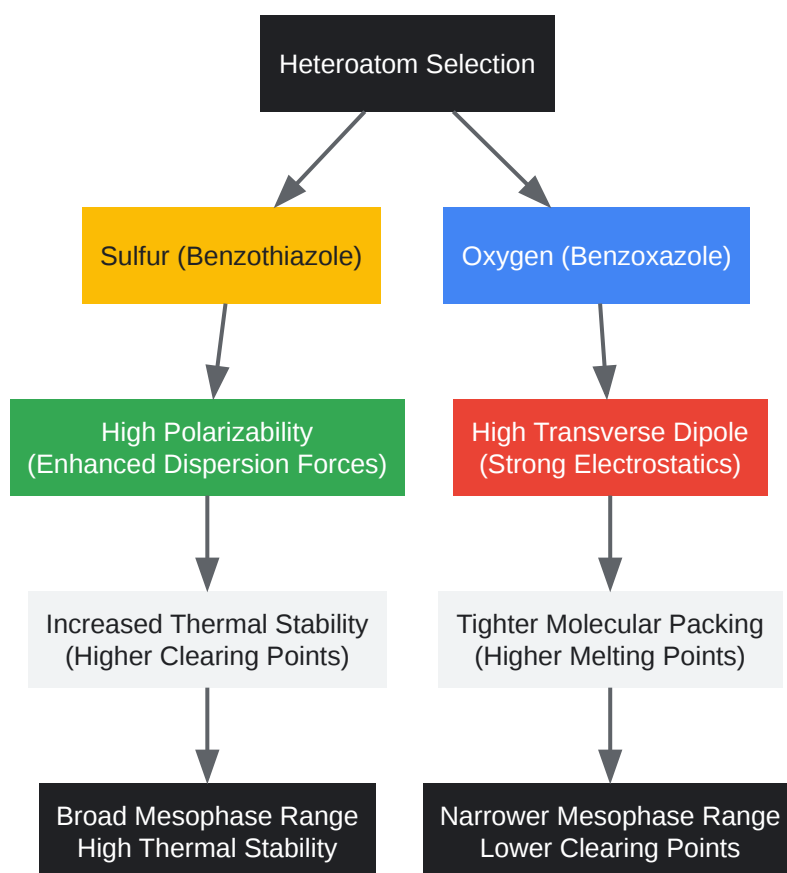 Heteroatom Selection
Sulfur (Benzothiazole)
Oxygen (Benzoxazole)
High Polarizability
(Enhanced Dispersion Forces)
High Transverse Dipole
(Strong Electrostatics)
Increased Thermal Stability
(Higher Clearing Points)
Tighter Molecular Packing
(Higher Melting Points)
Broad Mesophase Range
High Thermal Stability
Narrower Mesophase Range
Lower Clearing Points